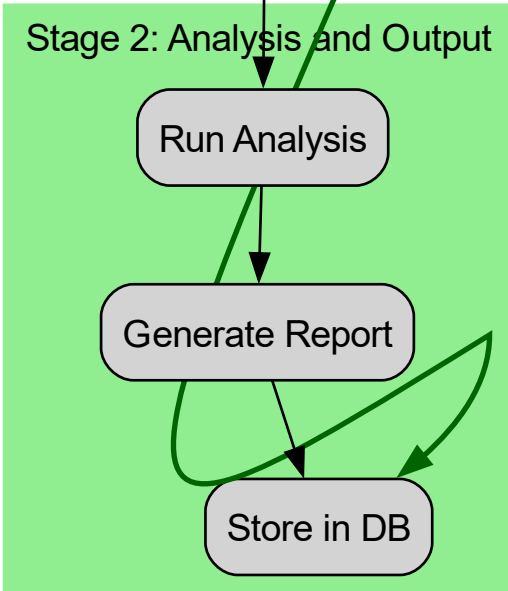 Stage 2: Analysis and Output
Run Analysis
Generate Report
Store in DB